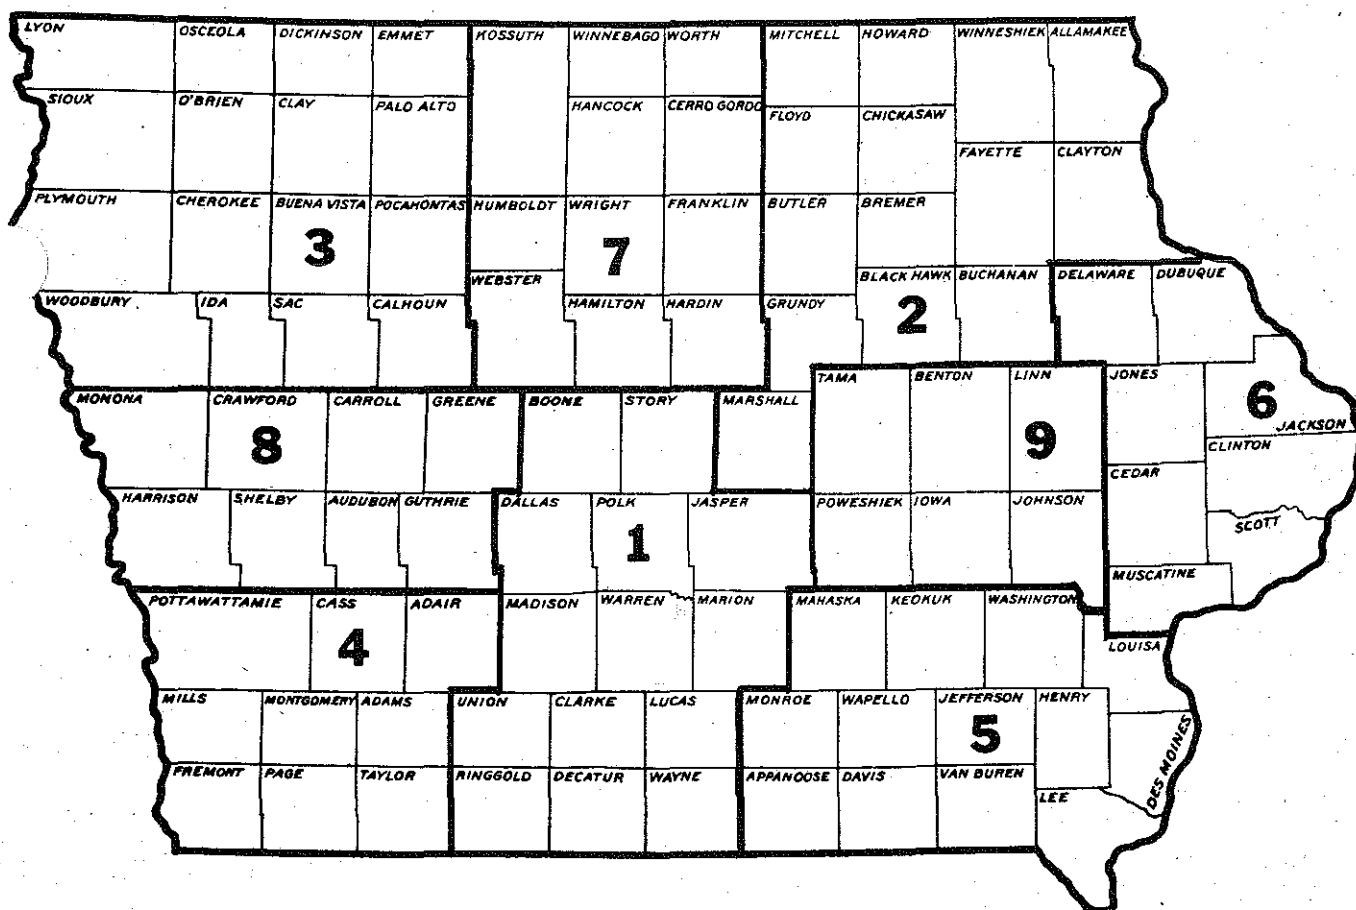 LYON OSCEOLA DICKINSON EMMET KOSSUTH WINNEBAGO WORTH MITCHELL HOWARD WINNESHIEK ALLAMAKEE
SIOUX O'BRIEN CLAY PALO ALTO HANCOCK CERRO GORDO FLOYD CHICKASAW
FAYETTE CLAYTON
PLYMOUTH CHEROKEE BUENA VISTA POCAHONTAS HUMBOLDT WRIGHT FRANKLIN BUTLER BREMER
3 7
WEBSTER BLACK HAWK BUCHANAN DELAWARE DUBUQUE
WOODBURY IDA SAC CALHOUN HAMILTON HARDIN GRUNDY 2
TAMA BENTON LINN JONES
MONONA CRAWFORD CARROLL GREENE BOONE STORY MARSHALL 6 JACKSON
8 9 CLINTON
CEDAR
HARRISON SHELBY AUDUBON GUTHRIE DALLAS POLK JASPER POWESHIEK IOWA JOHNSON
1 SCOTT
MUSCATINE
POTTAWATTAMIE CASS ADAIR MADISON WARREN MARION MAHASKA KEOKUK WASHINGTON
4 LOUISA
MILLS MONTGOMERY ADAMS UNION CLARKE LUCAS MONROE WAPELLO JEFFERSON HENRY
5 DES MOINES
FREMONT PAGE TAYLOR RINGGOLD DECATUR WAYNE APPANOOSE DAVIS VAN BUREN
LEE